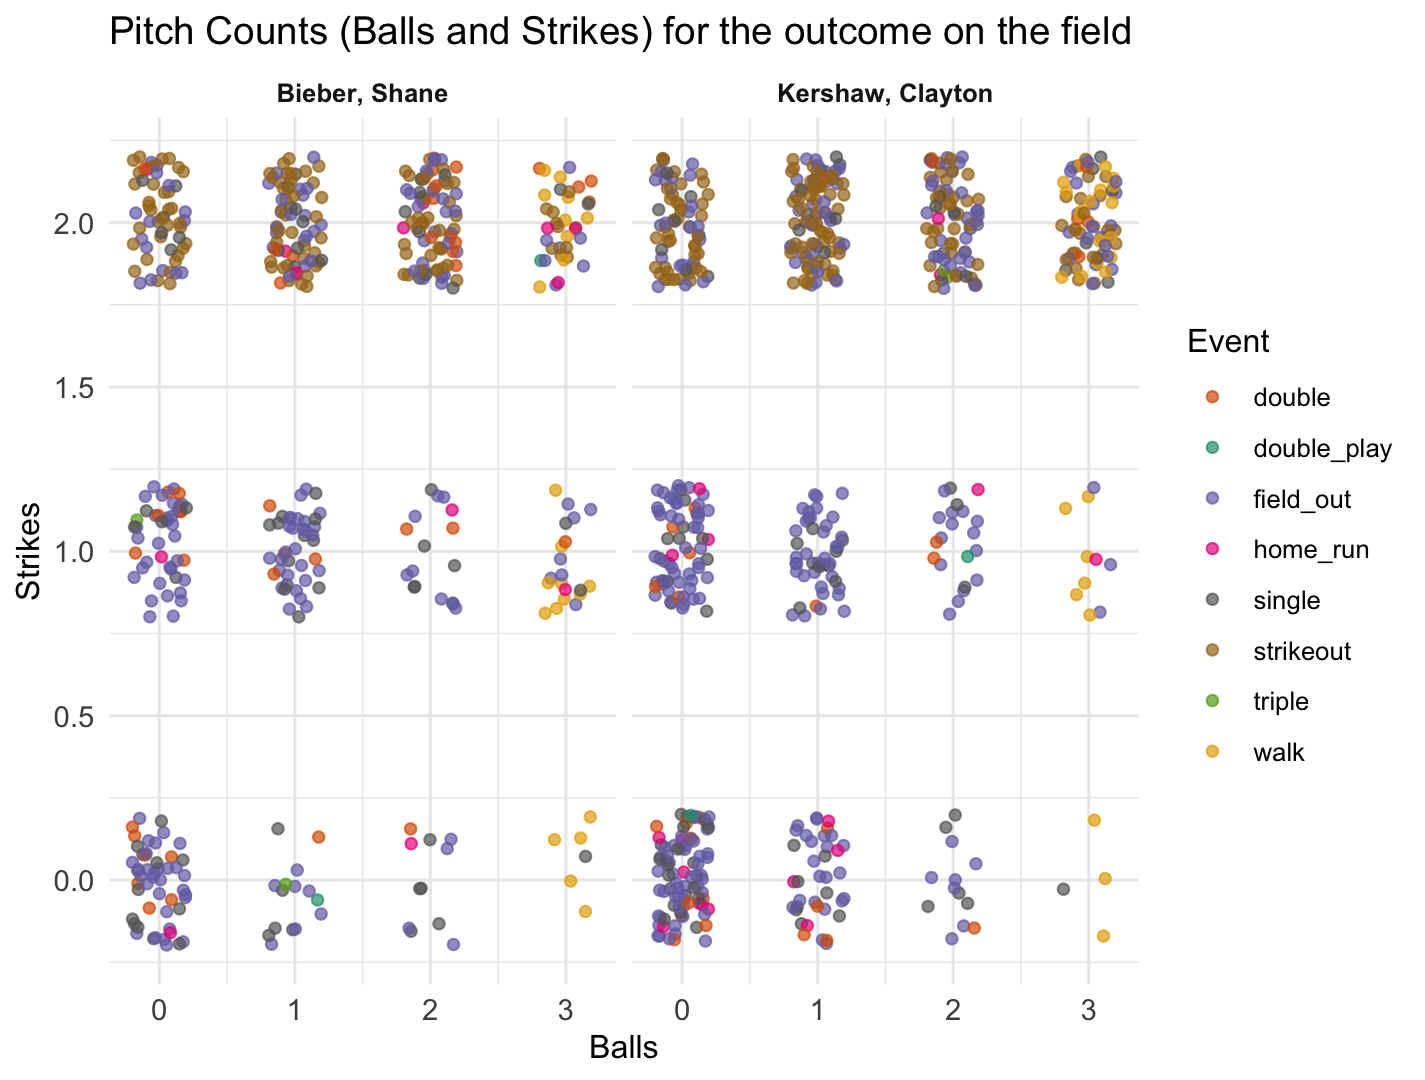 Pitch Counts (Balls and Strikes) for the outcome on the field
Bieber, Shane
Kershaw, Clayton
Strikes
2.0
1.5
1.0
0.5
0.0
0 1 2 3
0 1 2 3
Balls
Event
double
double_play
field_out
home_run
single
strikeout
triple
walk